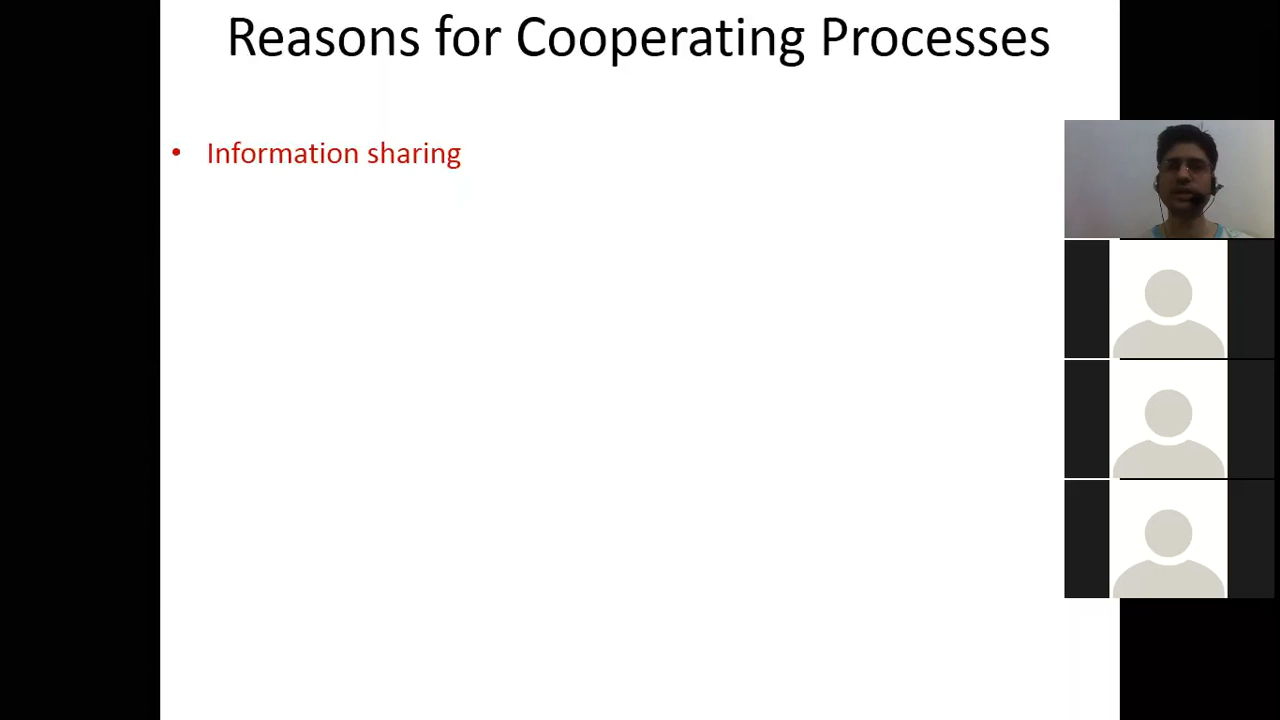 Reasons for Cooperating Processes
• Information sharing